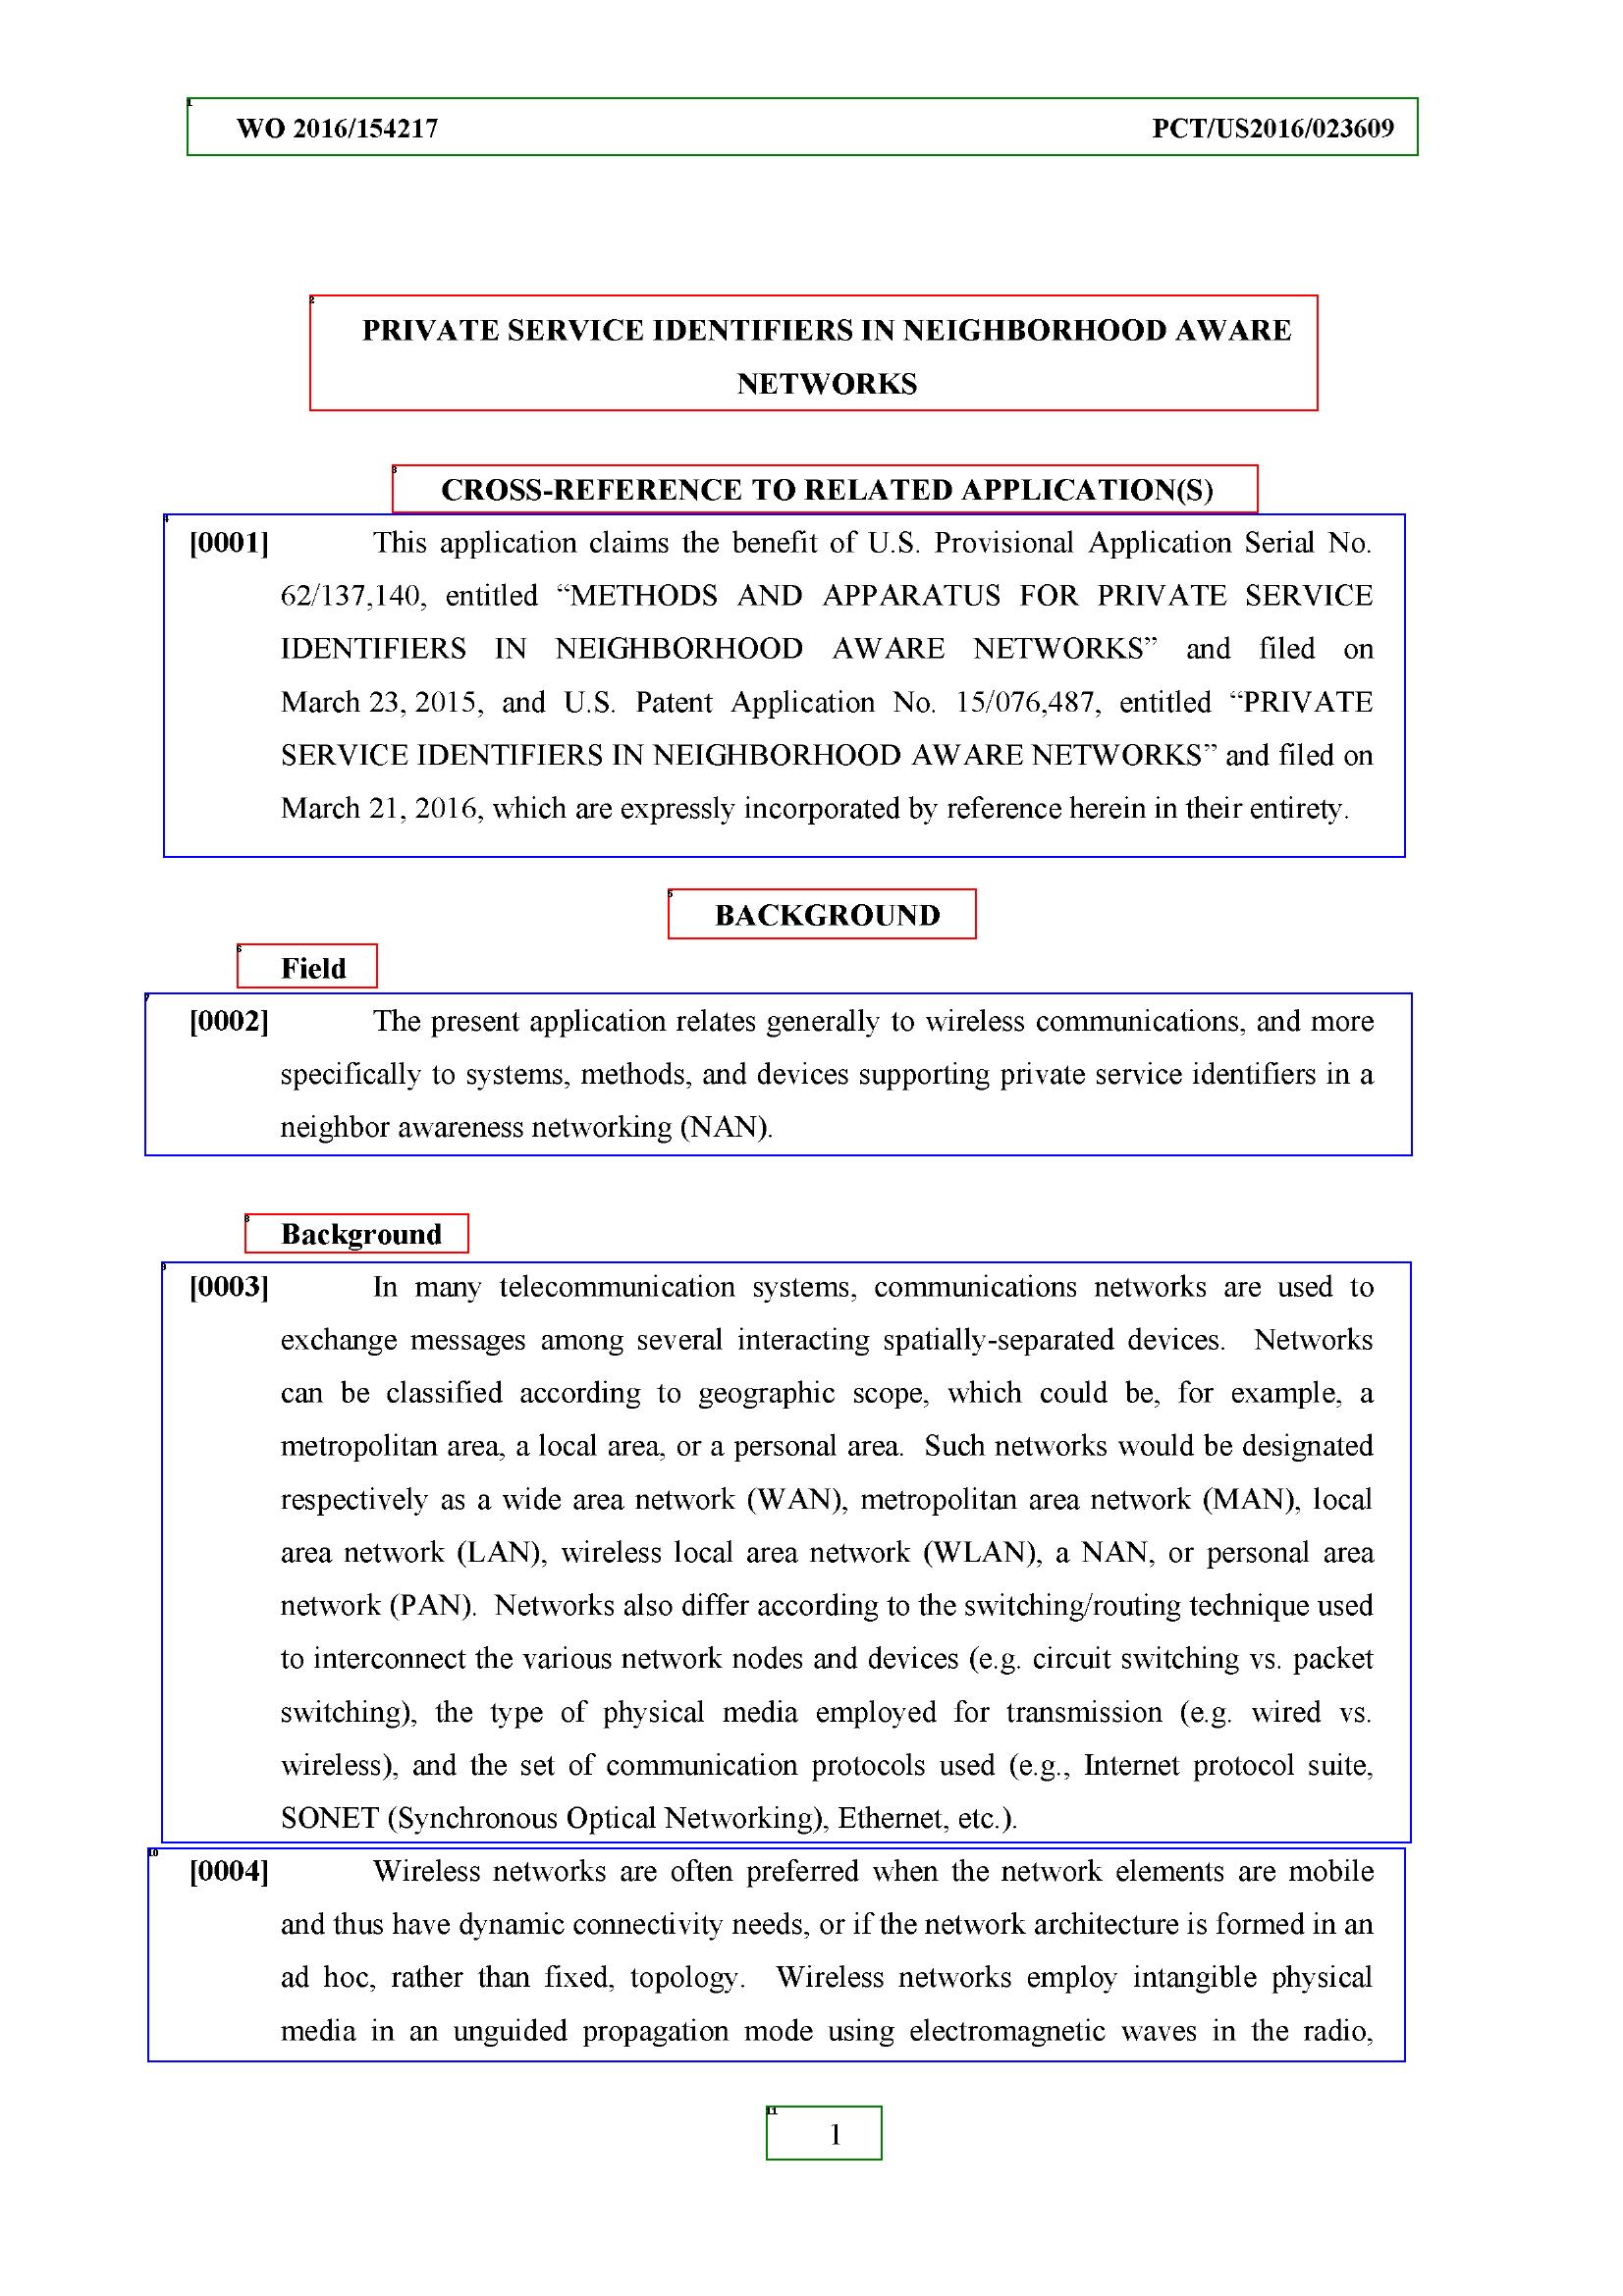 1
WO 2016/154217 PCT/US2016/023609
2
PRIVATE SERVICE IDENTIFIERS IN NEIGHBORHOOD AWARE
NETWORKS
3
CROSS-REFERENCE TO RELATED APPLICATION(S)
4
[0001] This application claims the benefit of U.S. Provisional Application Serial No.
62/137,140, entitled “METHODS AND APPARATUS FOR PRIVATE SERVICE
IDENTIFIERS IN NEIGHBORHOOD AWARE NETWORKS” and filed on
March 23, 2015, and U.S. Patent Application No. 15/076,487, entitled “PRIVATE
SERVICE IDENTIFIERS IN NEIGHBORHOOD AWARE NETWORKS” and filed on
March 21, 2016, which are expressly incorporated by reference herein in their entirety.
5
BACKGROUND
6
Field
7
[0002] The present application relates generally to wireless communications, and more
specifically to systems, methods, and devices supporting private service identifiers in a
neighbor awareness networking (NAN).
8
Background
9
[0003] In many telecommunication systems, communications networks are used to
exchange messages among several interacting spatially-separated devices. Networks
can be classified according to geographic scope, which could be, for example, a
metropolitan area, a local area, or a personal area. Such networks would be designated
respectively as a wide area network (WAN), metropolitan area network (MAN), local
area network (LAN), wireless local area network (WLAN), a NAN, or personal area
network (PAN). Networks also differ according to the switching/routing technique used
to interconnect the various network nodes and devices (e.g. circuit switching vs. packet
switching), the type of physical media employed for transmission (e.g. wired vs.
wireless), and the set of communication protocols used (e.g., Internet protocol suite,
SONET (Synchronous Optical Networking), Ethernet, etc.).
10
[0004] Wireless networks are often preferred when the network elements are mobile
and thus have dynamic connectivity needs, or if the network architecture is formed in an
ad hoc, rather than fixed, topology. Wireless networks employ intangible physical
media in an unguided propagation mode using electromagnetic waves in the radio,
11
1